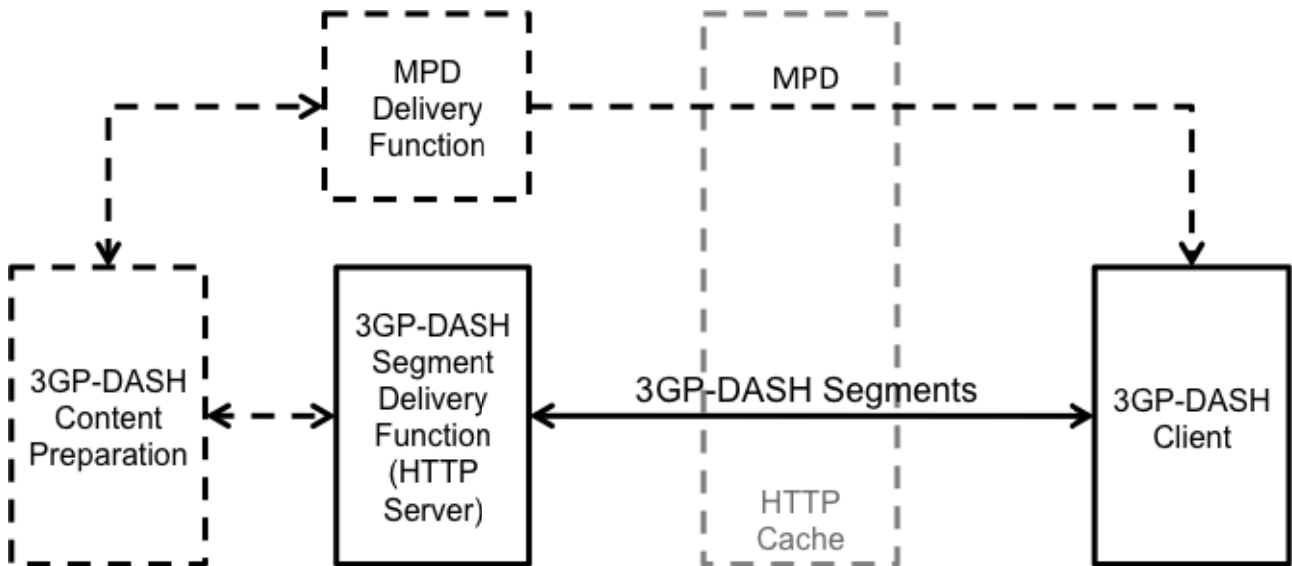 MPD
Delivery
Function
MPD
3GP-DASH
Content
Preparation
3GP-DASH
Segment
Delivery
Function
(HTTP
Server)
3GP-DASH Segments
HTTP
Cache
3GP-DASH
Client